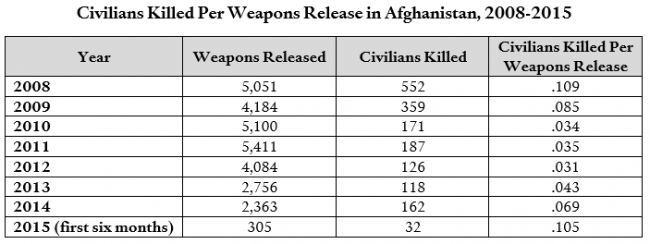 Civilians Killed Per Weapons Release in Afghanistan, 2008-2015
Year Weapons Released Civilians Killed Civilians Killed Per Weapons Release
2008 5,051 552 .109
2009 4,184 359 .085
2010 5,100 171 .034
2011 5,411 187 .035
2012 4,084 126 .031
2013 2,756 118 .043
2014 2,363 162 .069
2015 (first six months) 305 32 .105